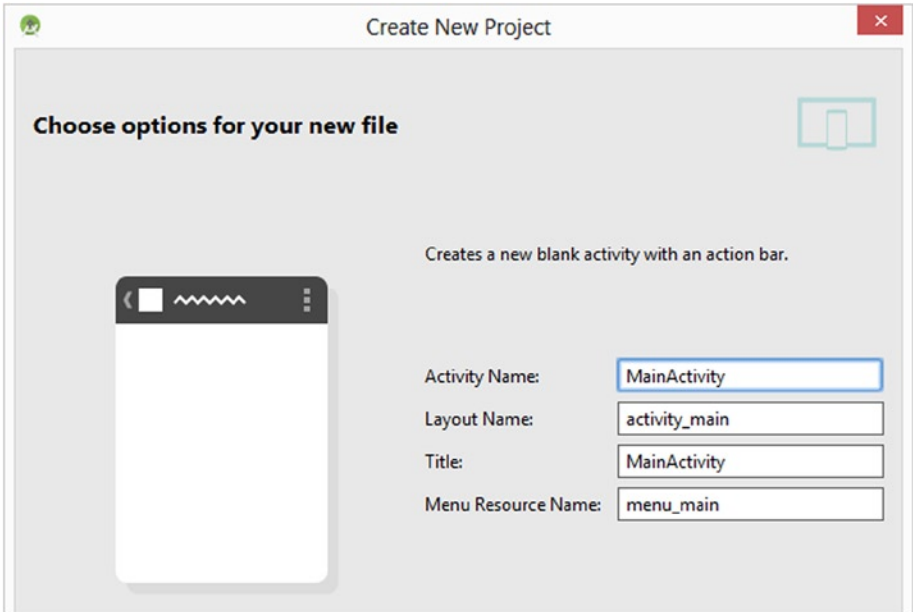 Create New Project
Choose options for your new file
Creates a new blank activity with an action bar.
Activity Name: MainActivity
Layout Name: activity_main
Title: MainActivity
Menu Resource Name: menu_main